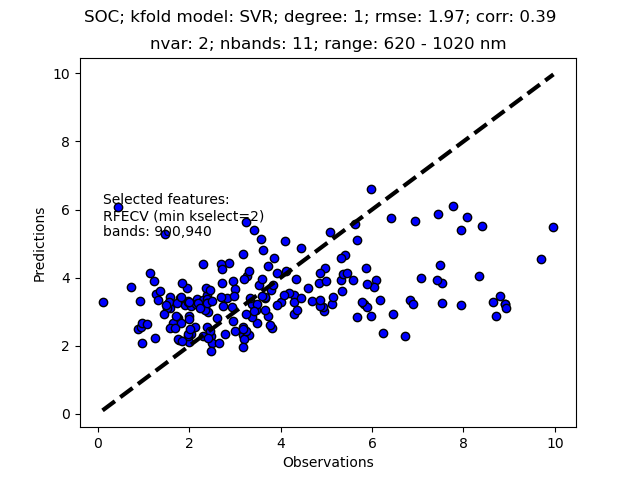 SOC; kfold model: SVR; degree: 1; rmse: 1.97; corr: 0.39
nvar: 2; nbands: 11; range: 620 - 1020 nm
10
8
6
4
2
0
Predictions
Selected features:
RFECV (min kselect=2)
bands: 900,940
0 2 4 6 8 10
Observations